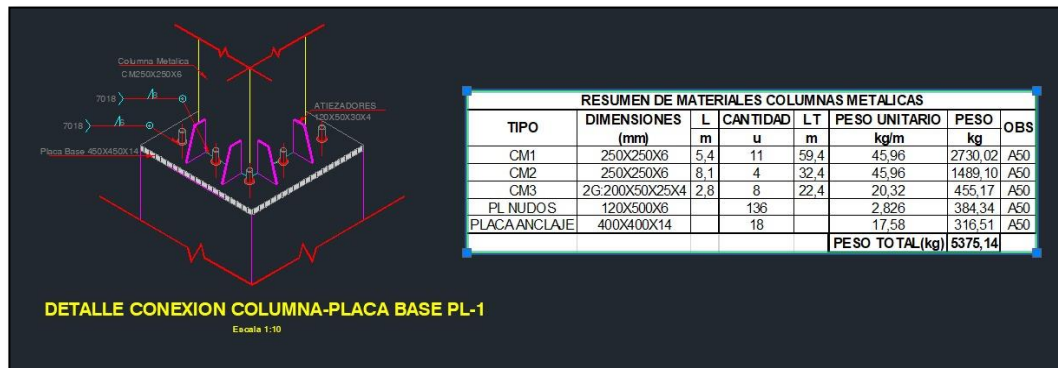 Columna Metalica
CM250X250X6
7018
7018
ATIEZADORES
120X50X30X4
Placa Base 450X450X14
DETALLE CONEXION COLUMNA-PLACA BASE PL-1
Escala 1:10
RESUMEN DE MATERIALES COLUMNAS METALICAS
TIPO DIMENSIONES L CANTIDAD LT PESO UNITARIO PESO OBS
(mm) m u m kg/m kg
CM1 250X250X6 5,4 11 59,4 45,96 2730,02 A50
CM2 250X250X6 8,1 4 32,4 45,96 1489,10 A50
CM3 2G:200X50X25X4 2,8 8 22,4 20,32 455,17 A50
PL NUDOS 120X500X6 136 2,826 384,34 A50
PLACA ANCLAJE 400X400X14 18 17,58 316,51 A50
PESO TOTAL(kg) 5375,14